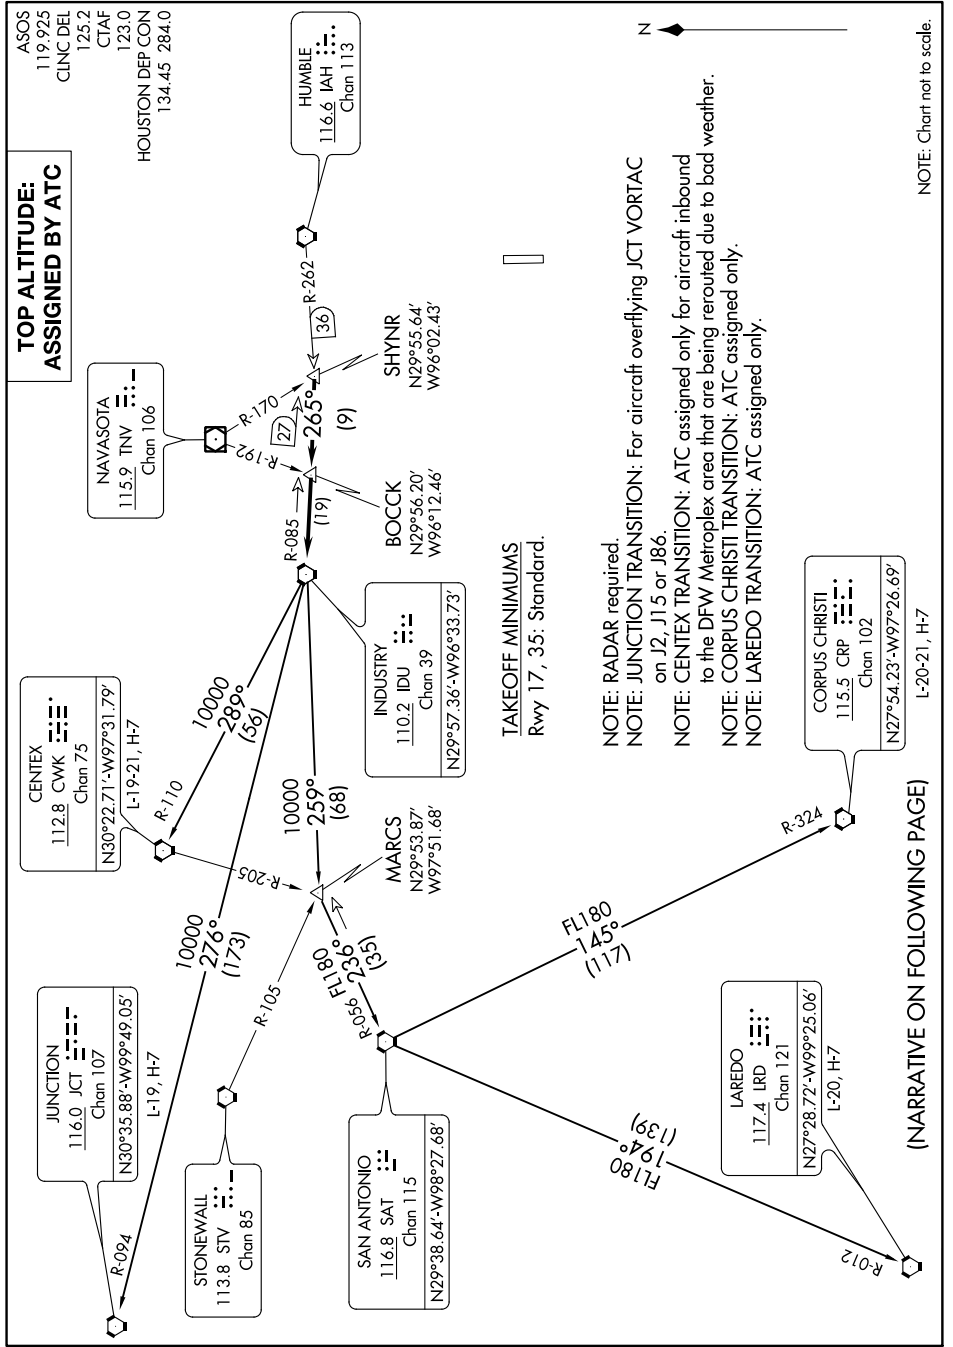 TOP ALTITUDE:
ASSIGNED BY ATC
ASOS
119.925
CLNC DEL
125.2
CTAF
123.0
HOUSTON DEP CON
134.45 284.0
JUNCTION
116.0 JCT
Chan 107
N30°35.88'-W99°49.05'
L-19, H-7
CENTEX
112.8 CWK
Chan 75
N30°22.71'-W97°31.79'
L-19-21, H-7
NAVASOTA
115.9 TNV
Chan 106
HUMBLE
116.6 IAH
Chan 113
R-094
10000
276°
(173)
R-110
10000
289°
(56)
R-205
R-192
R-170
27
R-262
36
265°
(9)
R-085
(19)
SHYNR
N29°55.64'
W96°02.43'
BOCCK
N29°56.20'
W96°12.46'
INDUSTRY
110.2 IDU
Chan 39
N29°57.36'-W96°33.73'
10000
259°
(68)
MARCS
N29°53.87'
W97°51.68'
STONEWALL
113.8 STV
Chan 85
R-105
FL180
236°
(35)
R-056
SAN ANTONIO
116.8 SAT
Chan 115
N29°38.64'-W98°27.68'
FL180
194°
(139)
R-012
LAREDO
117.4 LRD
Chan 121
N27°28.72'-W99°25.06'
L-20, H-7
FL180
145°
(117)
R-324
CORPUS CHRISTI
115.5 CRP
Chan 102
N27°54.23'-W97°26.69'
L-20-21, H-7
TAKEOFF MINIMUMS
Rwy 17, 35: Standard.
NOTE: RADAR required.
NOTE: JUNCTION TRANSITION: For aircraft overflying JCT VORTAC
on J2, J15 or J86.
NOTE: CENTEX TRANSITION: ATC assigned only for aircraft inbound
to the DFW Metroplex area that are being rerouted due to bad weather.
NOTE: CORPUS CHRISTI TRANSITION: ATC assigned only.
NOTE: LAREDO TRANSITION: ATC assigned only.
N
(NARRATIVE ON FOLLOWING PAGE)
NOTE: Chart not to scale.